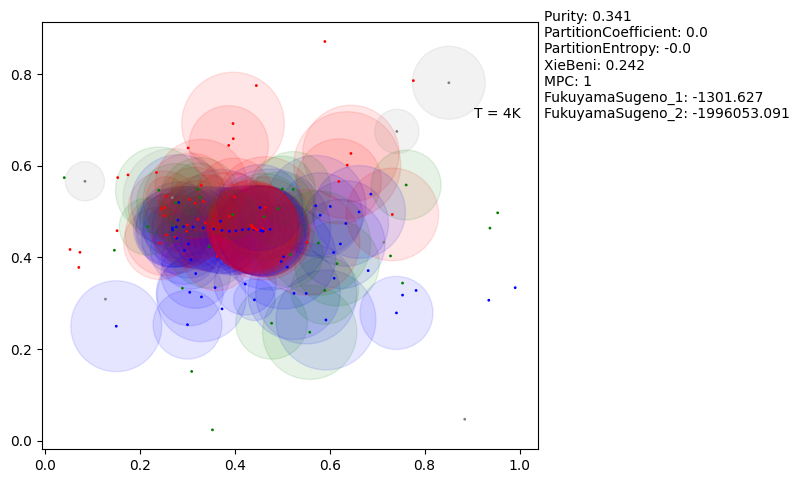 Purity: 0.341
PartitionCoefficient: 0.0
PartitionEntropy: -0.0
XieBeni: 0.242
MPC: 1
FukuyamaSugeno_1: -1301.627
FukuyamaSugeno_2: -1996053.091
T = 4K
0.8
0.6
0.4
0.2
0.0
0.0 0.2 0.4 0.6 0.8 1.0